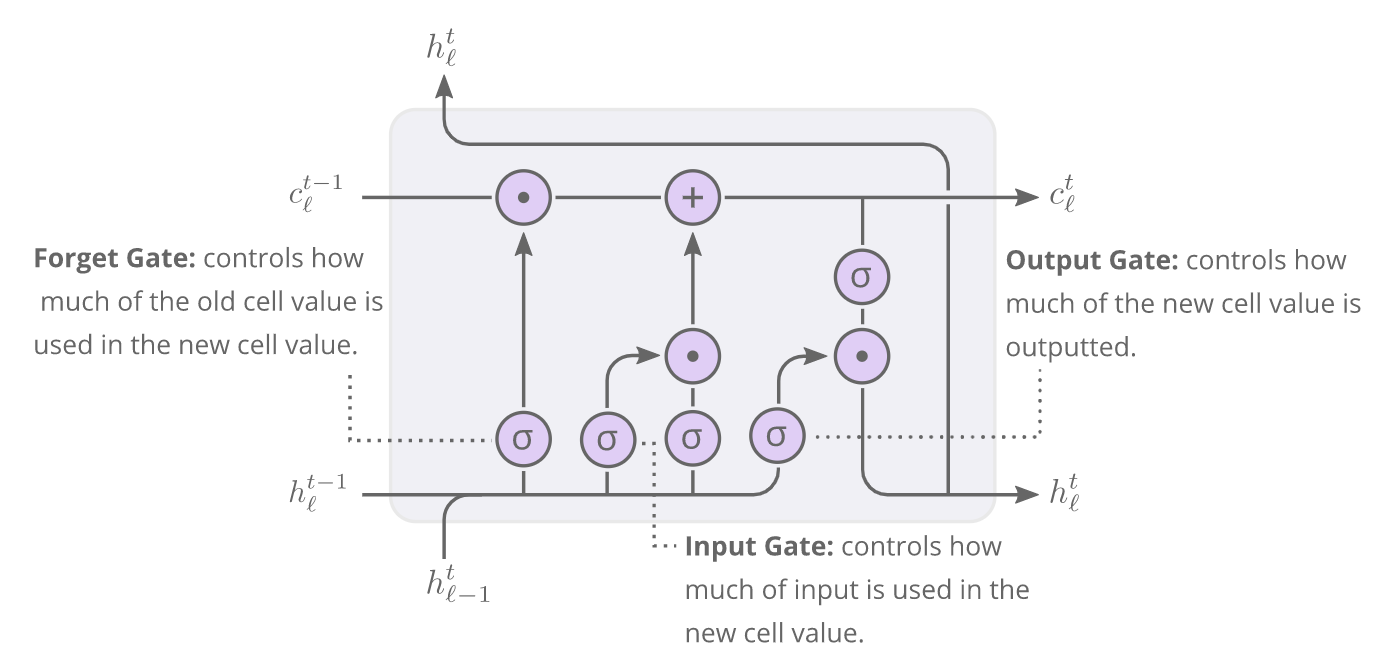 h_ℓ^t
c_ℓ^{t−1}
c_ℓ^t
Forget Gate: controls how
much of the old cell value is
used in the new cell value.
Output Gate: controls how
much of the new cell value is
outputted.
σ
σ σ σ σ
h_ℓ^{t−1}
h_ℓ^t
h_{ℓ−1}^t
Input Gate: controls how
much of input is used in the
new cell value.